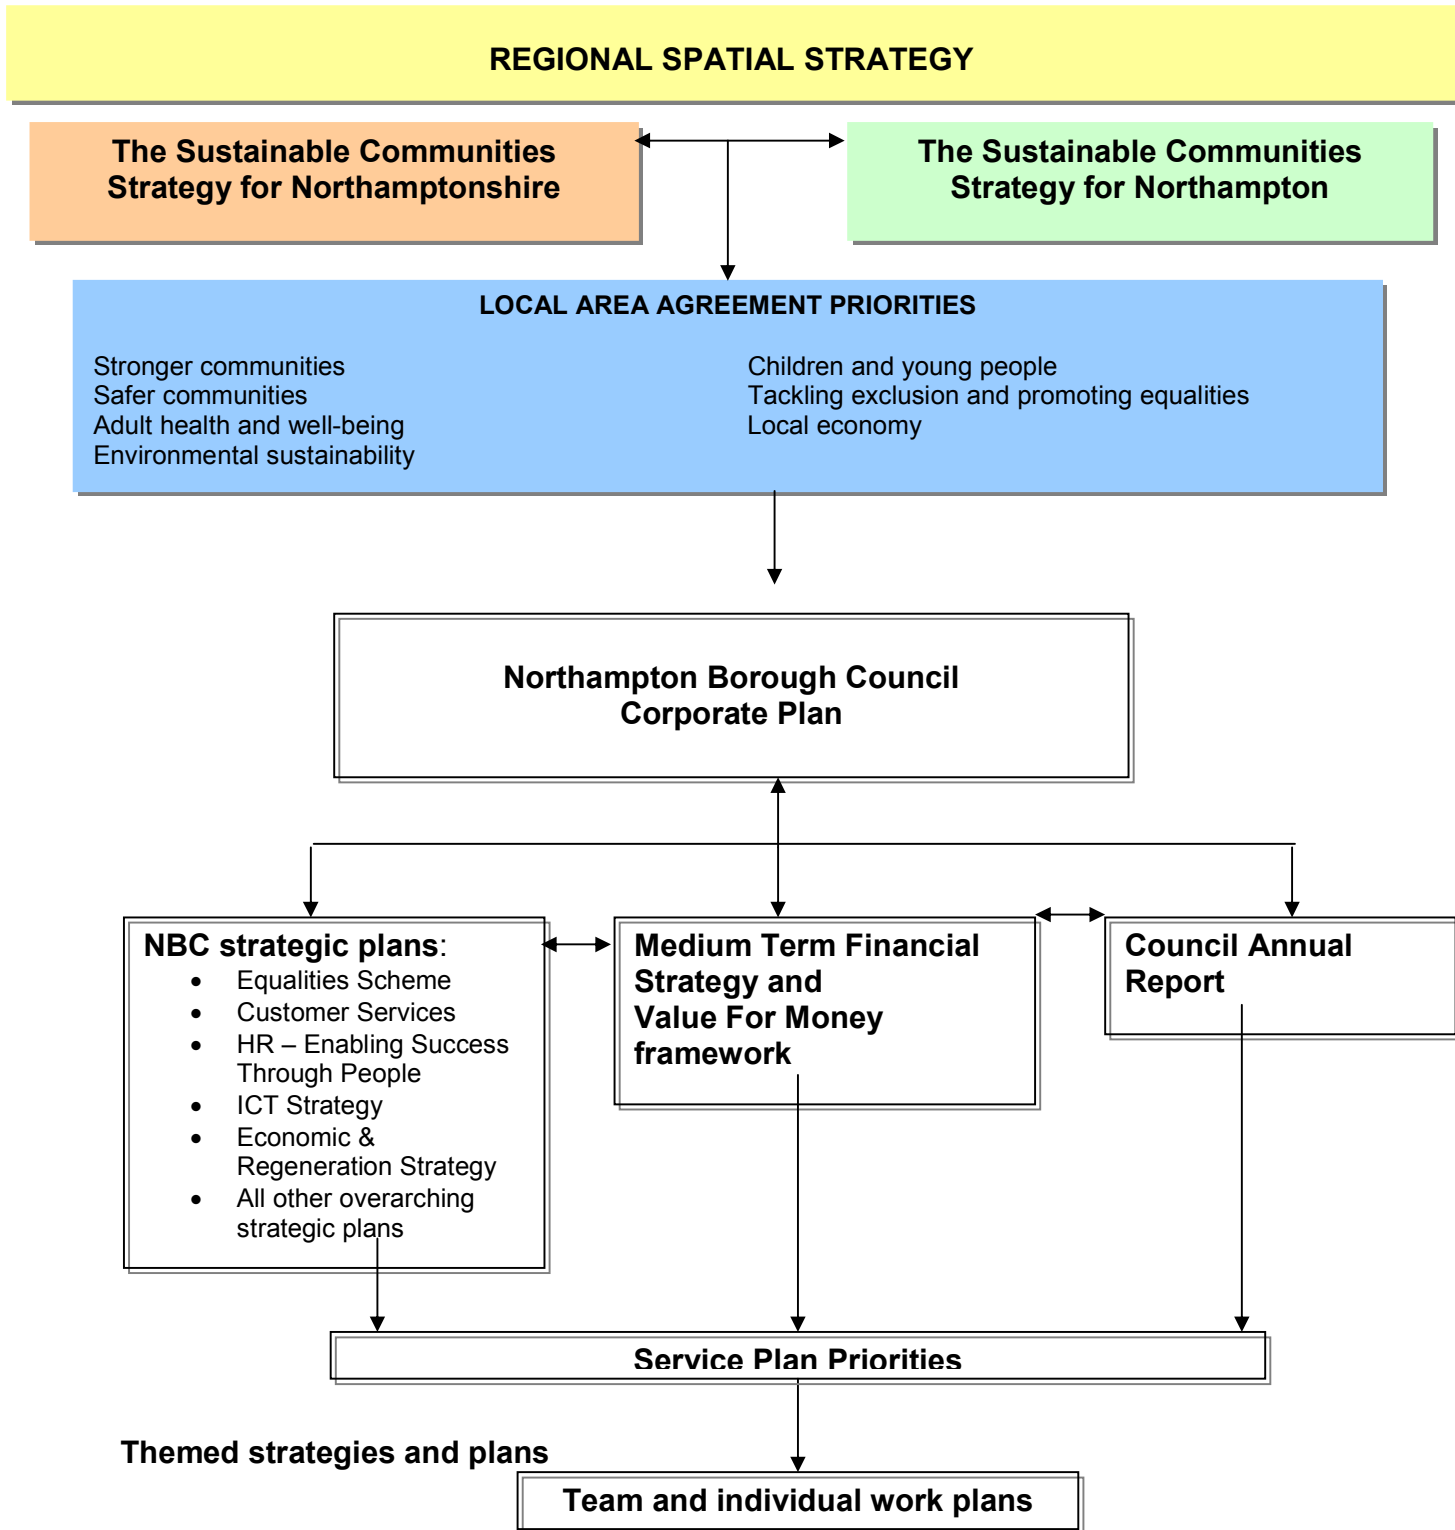 REGIONAL SPATIAL STRATEGY
The Sustainable Communities
Strategy for Northamptonshire
The Sustainable Communities
Strategy for Northampton
LOCAL AREA AGREEMENT PRIORITIES
Stronger communities
Safer communities
Adult health and well-being
Environmental sustainability
Children and young people
Tackling exclusion and promoting equalities
Local economy
Northampton Borough Council
Corporate Plan
NBC strategic plans:
• Equalities Scheme
• Customer Services
• HR – Enabling Success
Through People
• ICT Strategy
• Economic &
Regeneration Strategy
• All other overarching
strategic plans
Medium Term Financial
Strategy and
Value For Money
framework
Council Annual
Report
Service Plan Priorities
Themed strategies and plans
Team and individual work plans